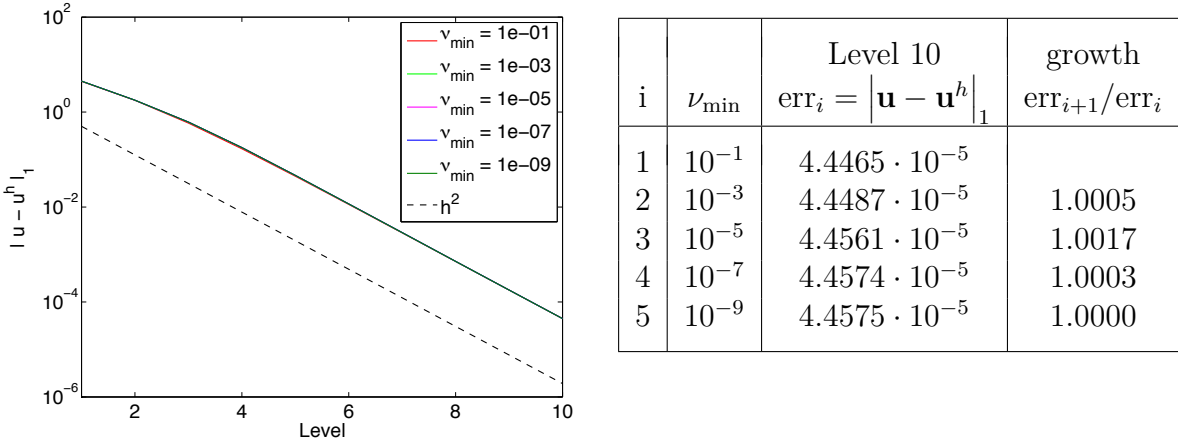 10^2
10^0
10^−2
10^−4
10^−6
| u − u^h |_1
2
4
6
8
10
Level
ν_min = 1e−01
ν_min = 1e−03
ν_min = 1e−05
ν_min = 1e−07
ν_min = 1e−09
h^2
Level 10 growth
i ν_min err_i = |u − u^h|_1 err_{i+1}/err_i
1 10^−1 4.4465 · 10^−5
2 10^−3 4.4487 · 10^−5 1.0005
3 10^−5 4.4561 · 10^−5 1.0017
4 10^−7 4.4574 · 10^−5 1.0003
5 10^−9 4.4575 · 10^−5 1.0000